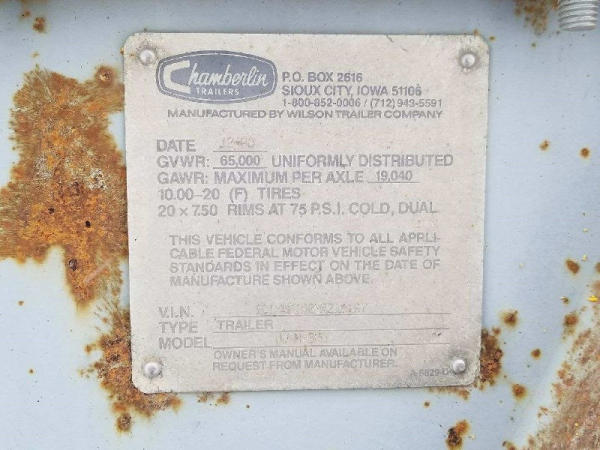 Chamberlin
TRAILERS
P.O. BOX 2616
SIOUX CITY, IOWA 51106
1-800-852-0006 / (712) 943-5591
MANUFACTURED BY WILSON TRAILER COMPANY
DATE
GVWR: 65,000 UNIFORMLY DISTRIBUTED
GAWR: MAXIMUM PER AXLE 19,040
10.00-20 (F) TIRES
20 x 7.50 RIMS AT 75 P.S.I. COLD, DUAL
THIS VEHICLE CONFORMS TO ALL APPLI-
CABLE FEDERAL MOTOR VEHICLE SAFETY
STANDARDS IN EFFECT ON THE DATE OF
MANUFACTURE SHOWN ABOVE.
V.I.N.
TYPE TRAILER
MODEL
OWNER'S MANUAL AVAILABLE ON
REQUEST FROM MANUFACTURER.